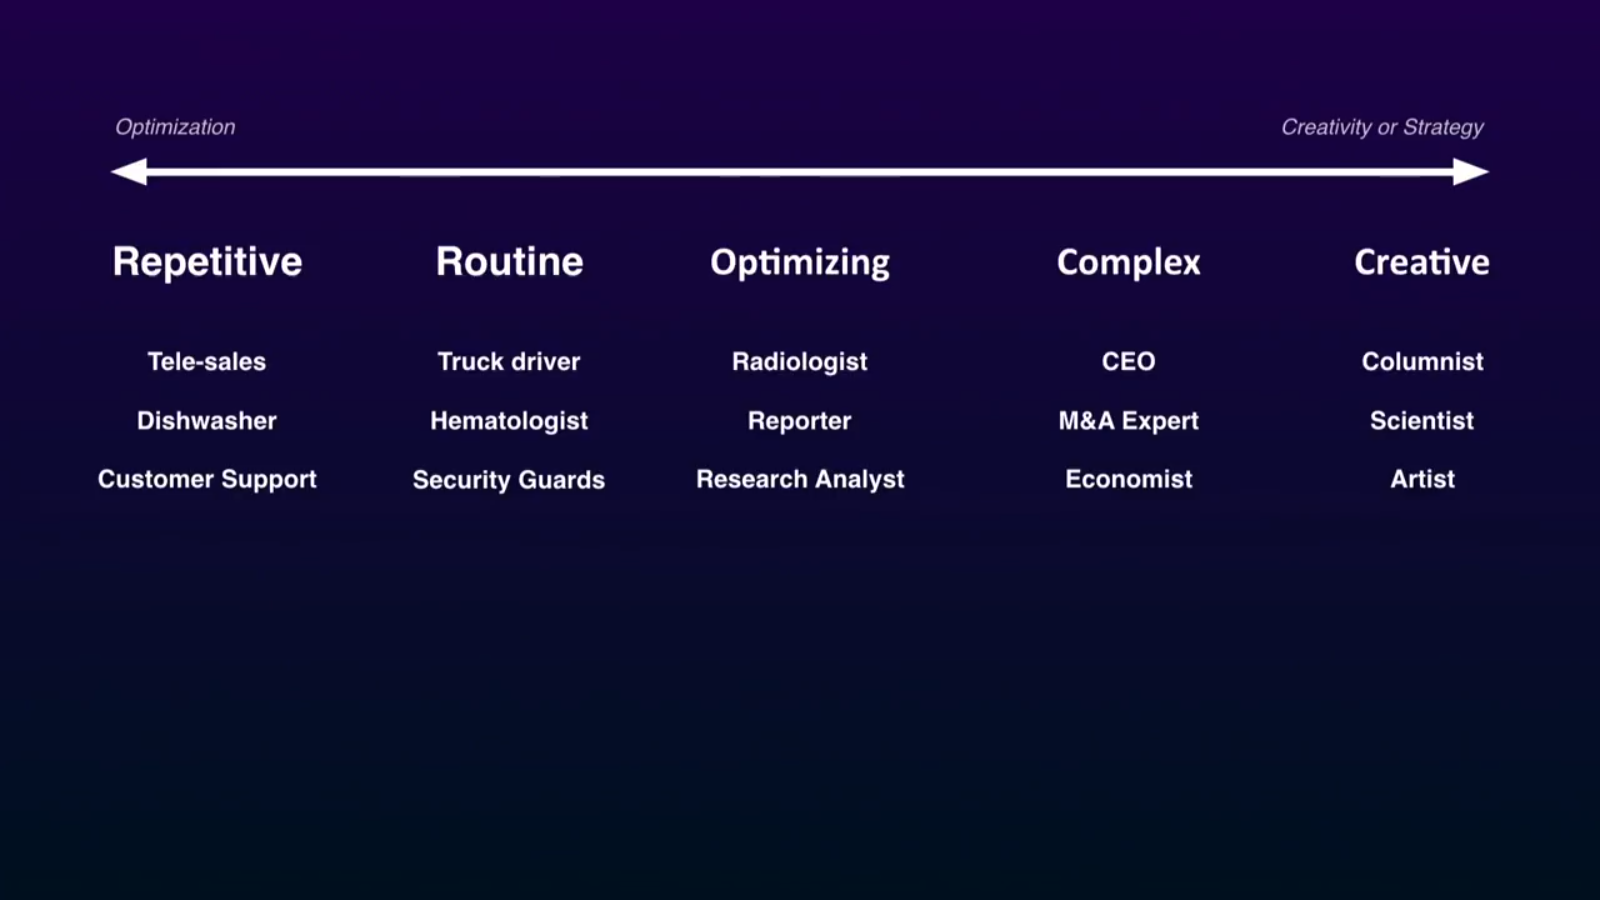 Optimization
Creativity or Strategy
Repetitive
Routine
Optimizing
Complex
Creative
Tele-sales
Truck driver
Radiologist
CEO
Columnist
Dishwasher
Hematologist
Reporter
M&A Expert
Scientist
Customer Support
Security Guards
Research Analyst
Economist
Artist